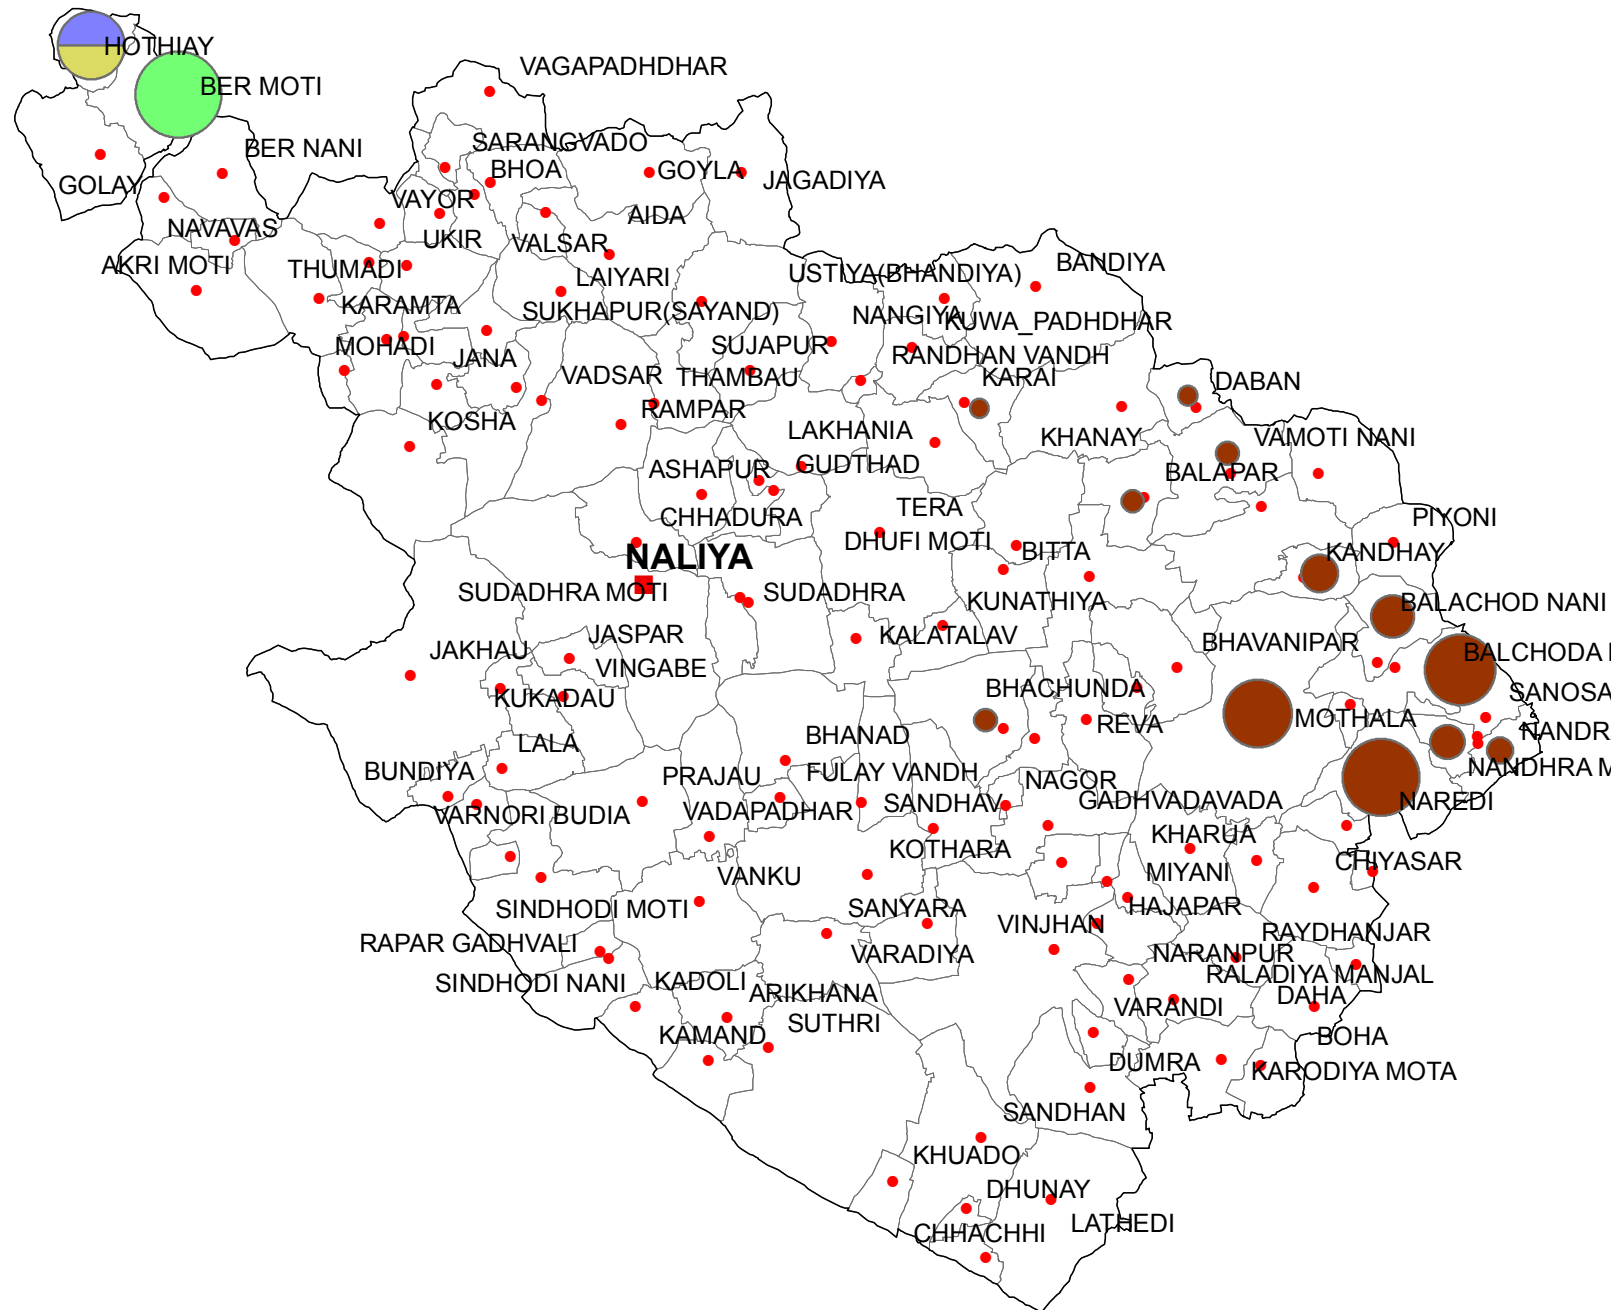 HOTHIAY
VAGAPADHDHAR
BER MOTI
SARANGVADO
BER NANI
BHOA
GOYLA
JAGADIYA
GOLAY
VAYOR
AIDA
NAVAVAS
UKIR
VALSAR
AKRI MOTI
THUMADI
LAIYARI
USTIYA(BHANDIYA)
BANDIYA
KARAMTA
SUKHAPUR(SAYAND)
NANGIYA
KUWA_PADHDHAR
MOHADI
JANA
SUJAPUR
RANDHAN VANDH
VADSAR
THAMBAU
KARAI
DABAN
KOSHA
RAMPAR
LAKHANIA
KHANAY
VAMOTI NANI
ASHAPUR
GUDTHAD
BALAPAR
CHHADURA
TERA
PIYONI
NALIYA
DHUFI MOTI
BITTA
KANDHAY
SUDADHRA MOTI
SUDADHRA
KUNATHIYA
BALACHOD NANI
JAKHAU
JASPAR
KALATALAV
BHAVANIPAR
BALCHODA
VINGABE
KUKADAU
BHACHUNDA
SANOSA
LALA
BHANAD
REVA
MOTHALA
NANDR
BUNDIYA
PRAJAU
FULAY VANDH
NAGOR
NANDHRA M
VARNORI BUDIA
VADAPADHAR
SANDHAV
GADHVADAVADA
NAREDI
KOTHARA
KHARUA
VANKU
MIYANI
CHIYASAR
SINDHODI MOTI
SANYARA
VINJHAN
HAJAPAR
RAPAR GADHVALI
VARADIYA
NARANPUR
RAYDHANJAR
SINDHODI NANI
KADOLI
ARIKHANA
RALADIYA MANJAL
KAMAND
SUTHRI
VARANDI
DAHA
DUMRA
BOHA
KARODIYA MOTA
SANDHAN
KHUADO
DHUNAY
CHHACHHI
LATHEDI